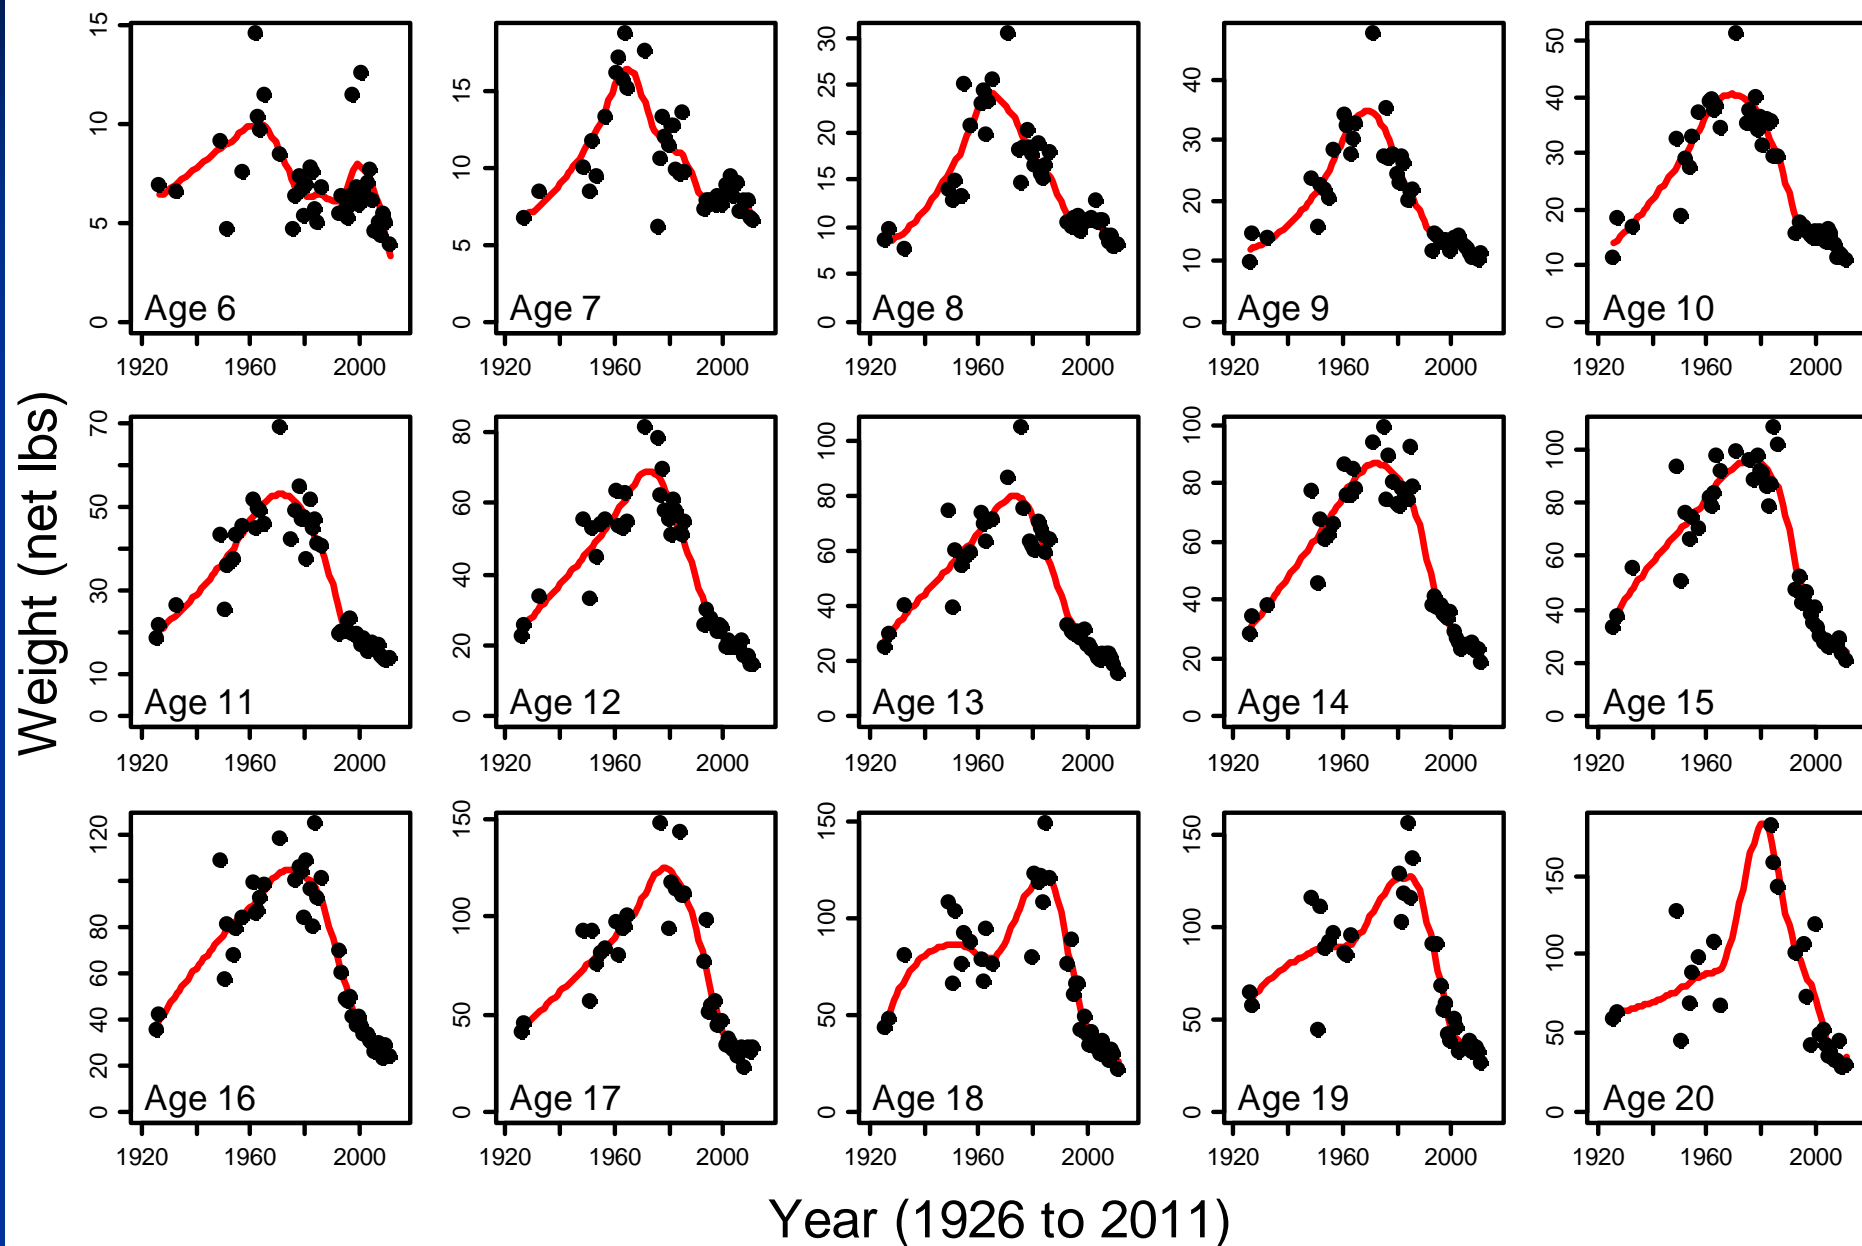 Weight (net lbs)
0 5 10 15
1920 1960 2000
Age 6
0 5 10 15
1920 1960 2000
Age 7
0 5 10 15 20 25 30
1920 1960 2000
Age 8
0 10 20 30 40
1920 1960 2000
Age 9
0 10 20 30 40 50
1920 1960 2000
Age 10
0 10 30 50 70
1920 1960 2000
Age 11
0 20 40 60 80
1920 1960 2000
Age 12
0 20 40 60 80 100
1920 1960 2000
Age 13
0 20 40 60 80 100
1920 1960 2000
Age 14
0 20 40 60 80 100
1920 1960 2000
Age 15
0 20 40 60 80 120
1920 1960 2000
Age 16
0 50 100 150
1920 1960 2000
Age 17
0 50 100 150
1920 1960 2000
Age 18
0 50 100 150
1920 1960 2000
Age 19
0 50 100 150
1920 1960 2000
Age 20
Year (1926 to 2011)